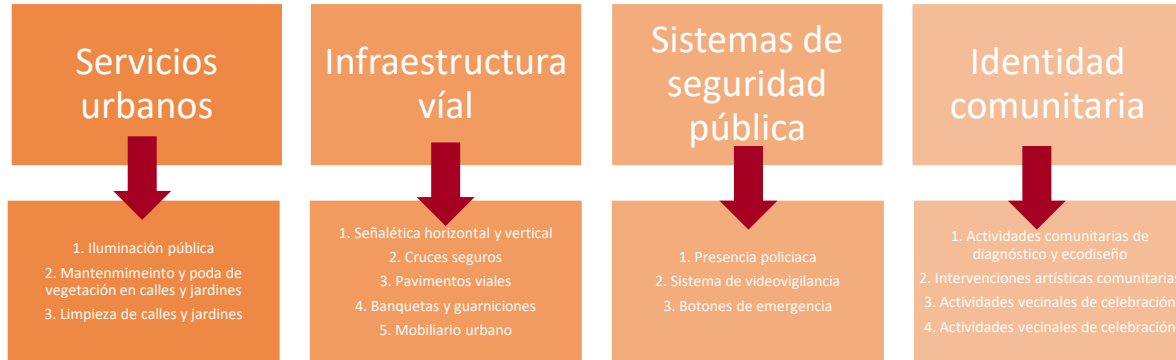 Servicios
urbanos
Infraestructura
víal
Sistemas de
seguridad
pública
Identidad
comunitaria
1. Iluminación pública
2. Mantenmimeinto y poda de
vegetación en calles y jardines
3. Limpieza de calles y jardines
1. Señalética horizontal y vertical
2. Cruces seguros
3. Pavimentos viales
4. Banquetas y guarniciones
5. Mobiliario urbano
1. Presencia policiaca
2. Sistema de videovigilancia
3. Botones de emergencia
1. Actividades comunitarias de
diagnóstico y ecodiseño
2. Intervenciones artísticas comunitarias
3. Actividades vecinales de celebración
4. Actividades vecinales de celebración